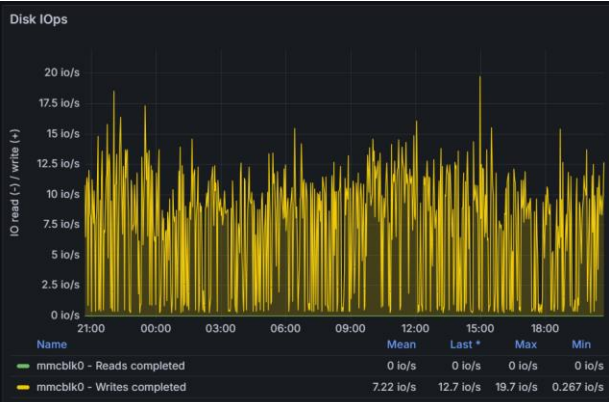 Disk IOps
IO read (-) / write (+)
20 io/s
17.5 io/s
15 io/s
12.5 io/s
10 io/s
7.5 io/s
5 io/s
2.5 io/s
0 io/s
21:00 00:00 03:00 06:00 09:00 12:00 15:00 18:00
Name Mean Last * Max Min
mmcblk0 - Reads completed 0 io/s 0 io/s 0 io/s 0 io/s
mmcblk0 - Writes completed 7.22 io/s 12.7 io/s 19.7 io/s 0.267 io/s